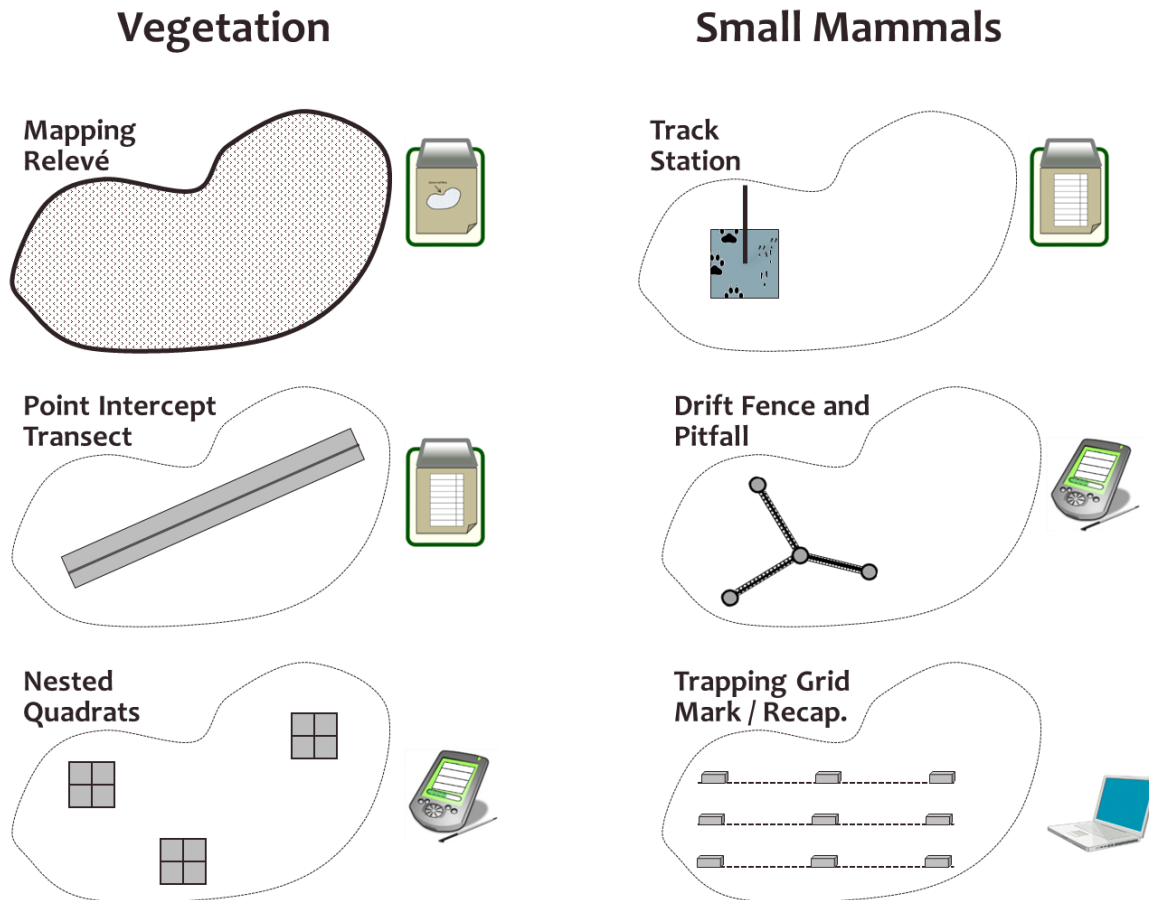 Vegetation
Small Mammals
Mapping
Relevé
Track
Station
Point Intercept
Transect
Drift Fence and
Pitfall
Nested
Quadrats
Trapping Grid
Mark / Recap.